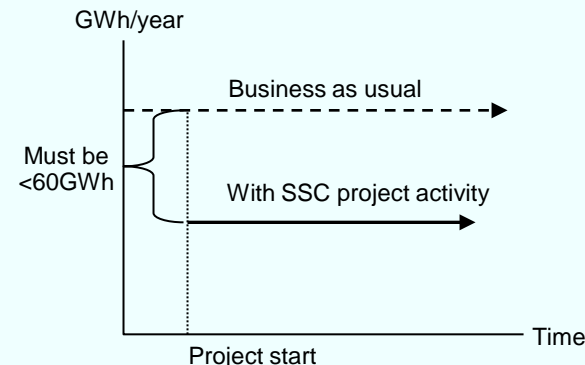 GWh/year
Business as usual
Must be
<60GWh
With SSC project activity
Time
Project start